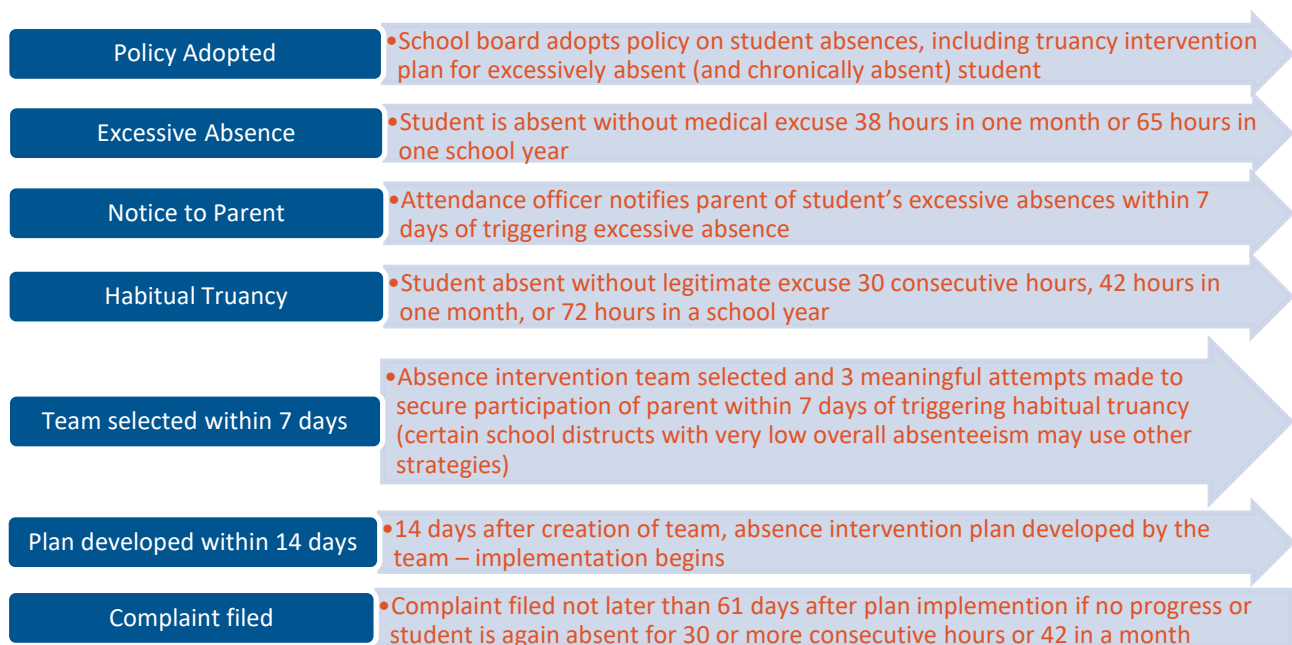 Policy Adopted
•School board adopts policy on student absences, including truancy intervention
plan for excessively absent (and chronically absent) student
Excessive Absence
•Student is absent without medical excuse 38 hours in one month or 65 hours in
one school year
Notice to Parent
•Attendance officer notifies parent of student’s excessive absences within 7
days of triggering excessive absence
Habitual Truancy
•Student absent without legitimate excuse 30 consecutive hours, 42 hours in
one month, or 72 hours in a school year
Team selected within 7 days
•Absence intervention team selected and 3 meaningful attempts made to
secure participation of parent within 7 days of triggering habitual truancy
(certain school distructs with very low overall absenteeism may use other
strategies)
Plan developed within 14 days
•14 days after creation of team, absence intervention plan developed by the
team – implementation begins
Complaint filed
•Complaint filed not later than 61 days after plan implemention if no progress or
student is again absent for 30 or more consecutive hours or 42 in a month